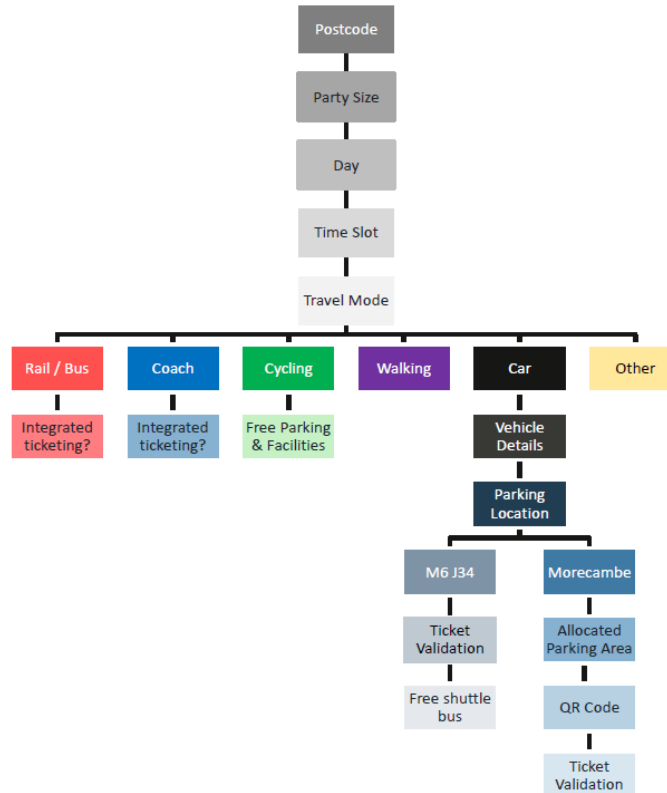 Postcode
Party Size
Day
Time Slot
Travel Mode
Rail / Bus
Coach
Cycling
Walking
Car
Other
Integrated
ticketing?
Integrated
ticketing?
Free Parking
& Facilities
Vehicle
Details
Parking
Location
M6 J34
Morecambe
Ticket
Validation
Allocated
Parking Area
Free shuttle
bus
QR Code
Ticket
Validation